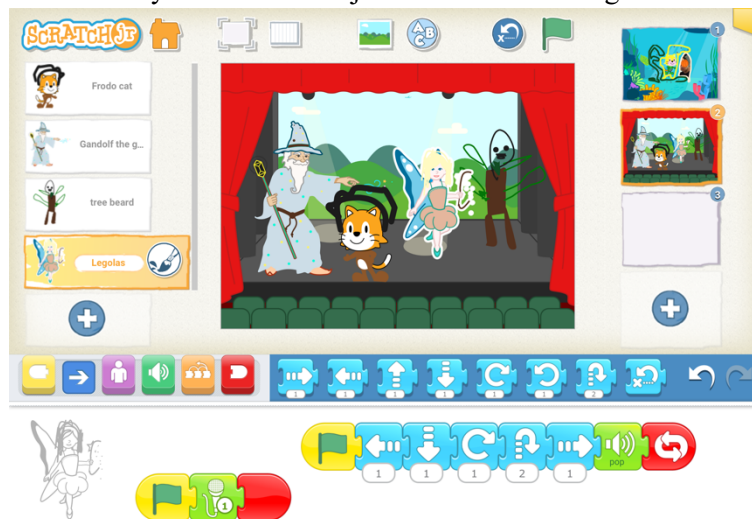 SCRATCH Jr
A B C
1
Frodo cat
Gandolf the g...
2
tree beard
3
Legolas
1 1 1 1 1 1 2
1 1 1 2 1 pop
1